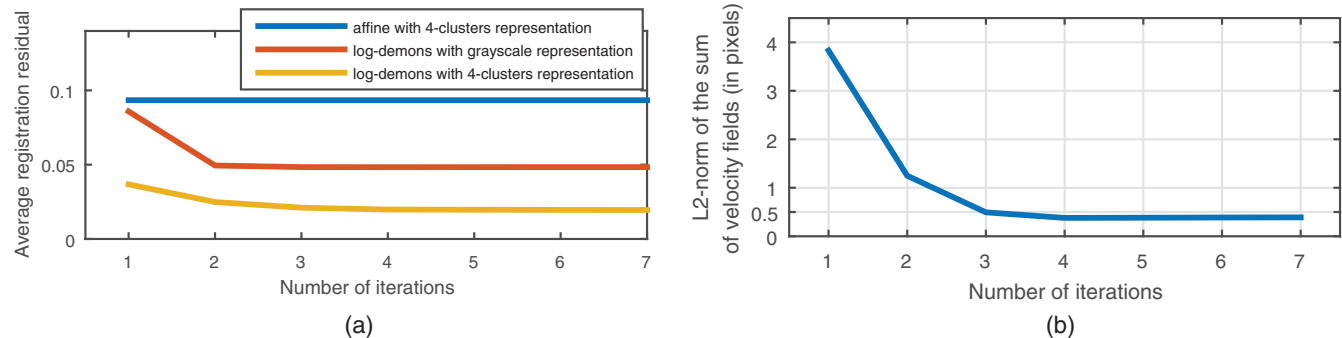 affine with 4-clusters representation
log-demons with grayscale representation
log-demons with 4-clusters representation
Average registration residual
0.1
0.05
0
1 2 3 4 5 6 7
Number of iterations
(a)
L2-norm of the sum
of velocity fields (in pixels)
4
3
2
1
0.5
0
1 2 3 4 5 6 7
Number of iterations
(b)